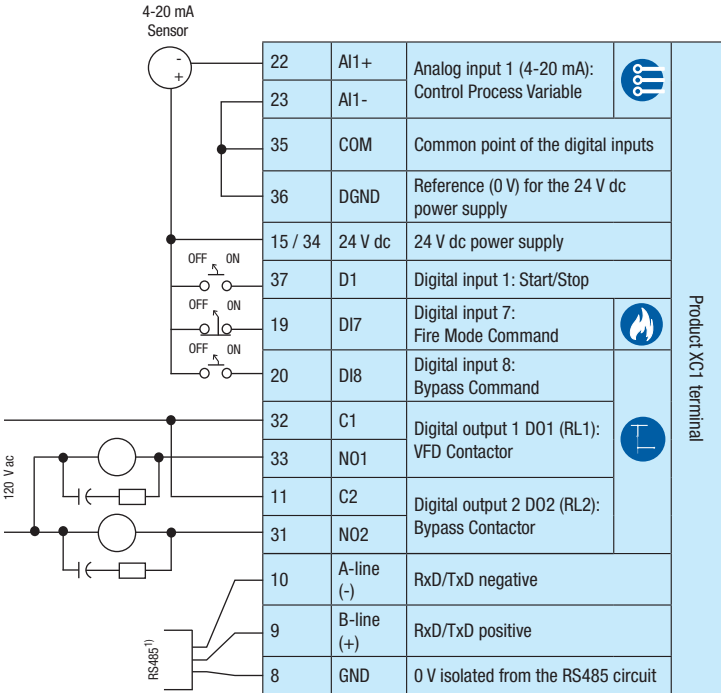 4-20 mA
Sensor
-
+
22 AI1+ Analog input 1 (4-20 mA):
Control Process Variable
23 AI1-
35 COM Common point of the digital inputs
36 DGND Reference (0 V) for the 24 V dc
power supply
15 / 34 24 V dc 24 V dc power supply
OFF ON
37 D1 Digital input 1: Start/Stop
OFF ON
19 DI7 Digital input 7:
Fire Mode Command
OFF ON
20 DI8 Digital input 8:
Bypass Command
32 C1 Digital output 1 DO1 (RL1):
VFD Contactor
33 NO1
120 Vac
11 C2 Digital output 2 DO2 (RL2):
Bypass Contactor
31 NO2
10 A-line
(-) RxD/TxD negative
9 B-line
(+) RxD/TxD positive
RS485¹⁾
8 GND 0 V isolated from the RS485 circuit
Product XC1 terminal